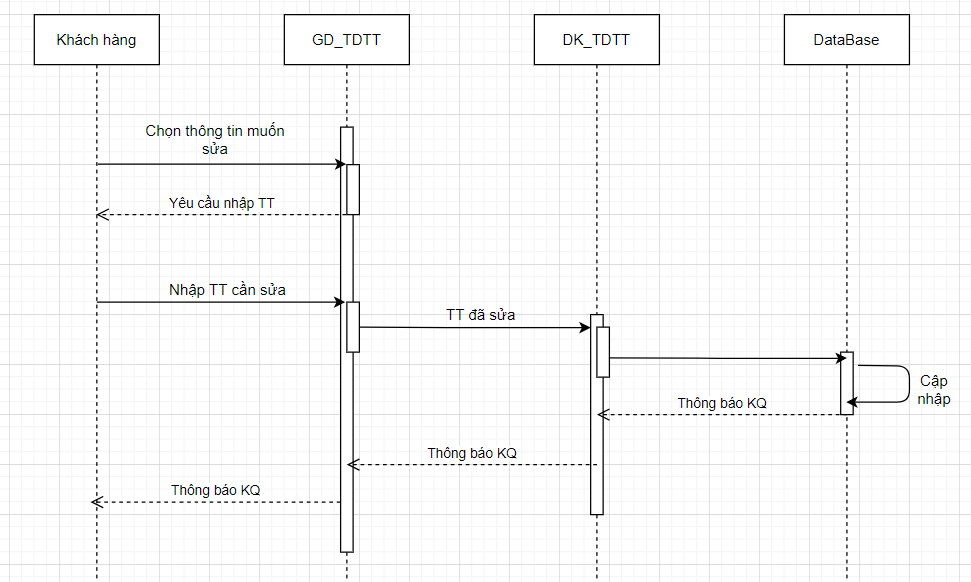 Khách hàng
GD_TDTT
DK_TDTT
DataBase
Chọn thông tin muốn
sửa
Yêu cầu nhập TT
Nhập TT cần sửa
TT đã sửa
Cập
nhập
Thông báo KQ
Thông báo KQ
Thông báo KQ